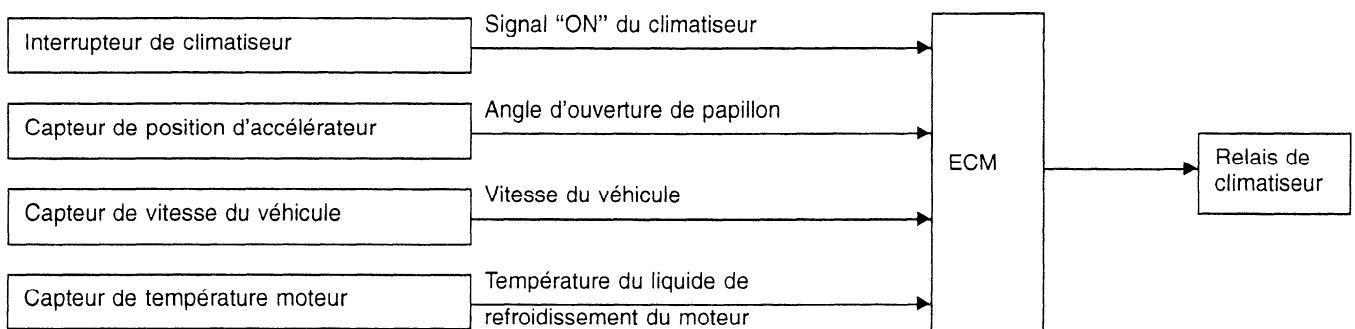 Interrupteur de climatiseur
Signal “ON” du climatiseur
Capteur de position d'accélérateur
Angle d'ouverture de papillon
Capteur de vitesse du véhicule
Vitesse du véhicule
Capteur de température moteur
Température du liquide de
refroidissement du moteur
ECM
Relais de
climatiseur